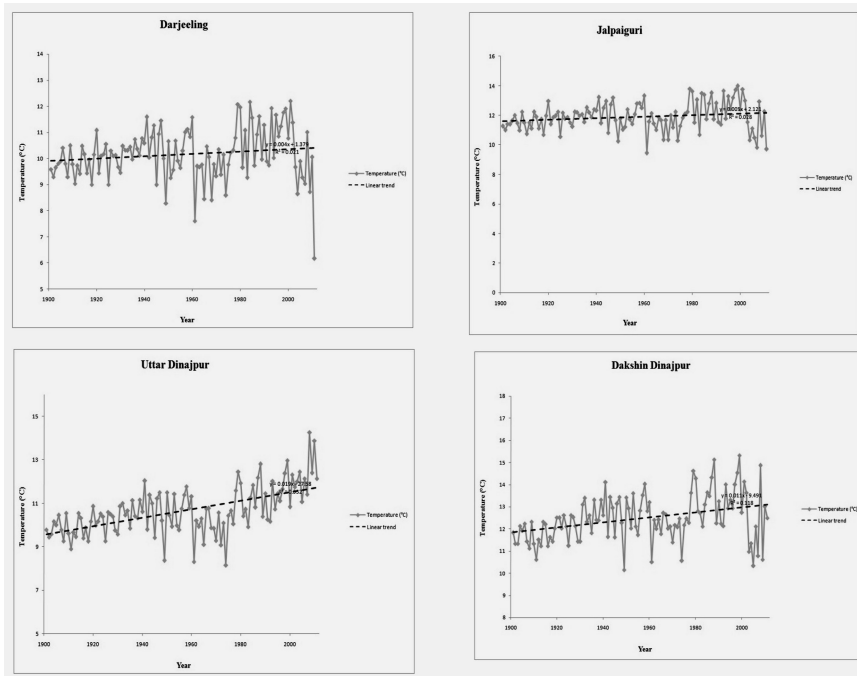 Darjeeling
14
13
12
11
10
9
8
7
6
5
1900
1920
1940
1960
1980
2000
Temperature (°C)
Year
y = 0.004x + 1.379
Temperature (°C)
Linear trend
Jalpaiguri
16
14
12
10
8
6
4
2
0
1900
1920
1940
1960
1980
2000
Temperature (°C)
Year
Temperature (°C)
Linear trend
Uttar Dinajpur
15
13
11
9
7
5
1900
1920
1940
1960
1980
2000
Temperature (°C)
Year
Temperature (°C)
Linear trend
Dakshin Dinajpur
18
17
16
15
14
13
12
11
10
9
8
1900
1920
1940
1960
1980
2000
Temperature (°C)
Year
Temperature (°C)
Linear trend